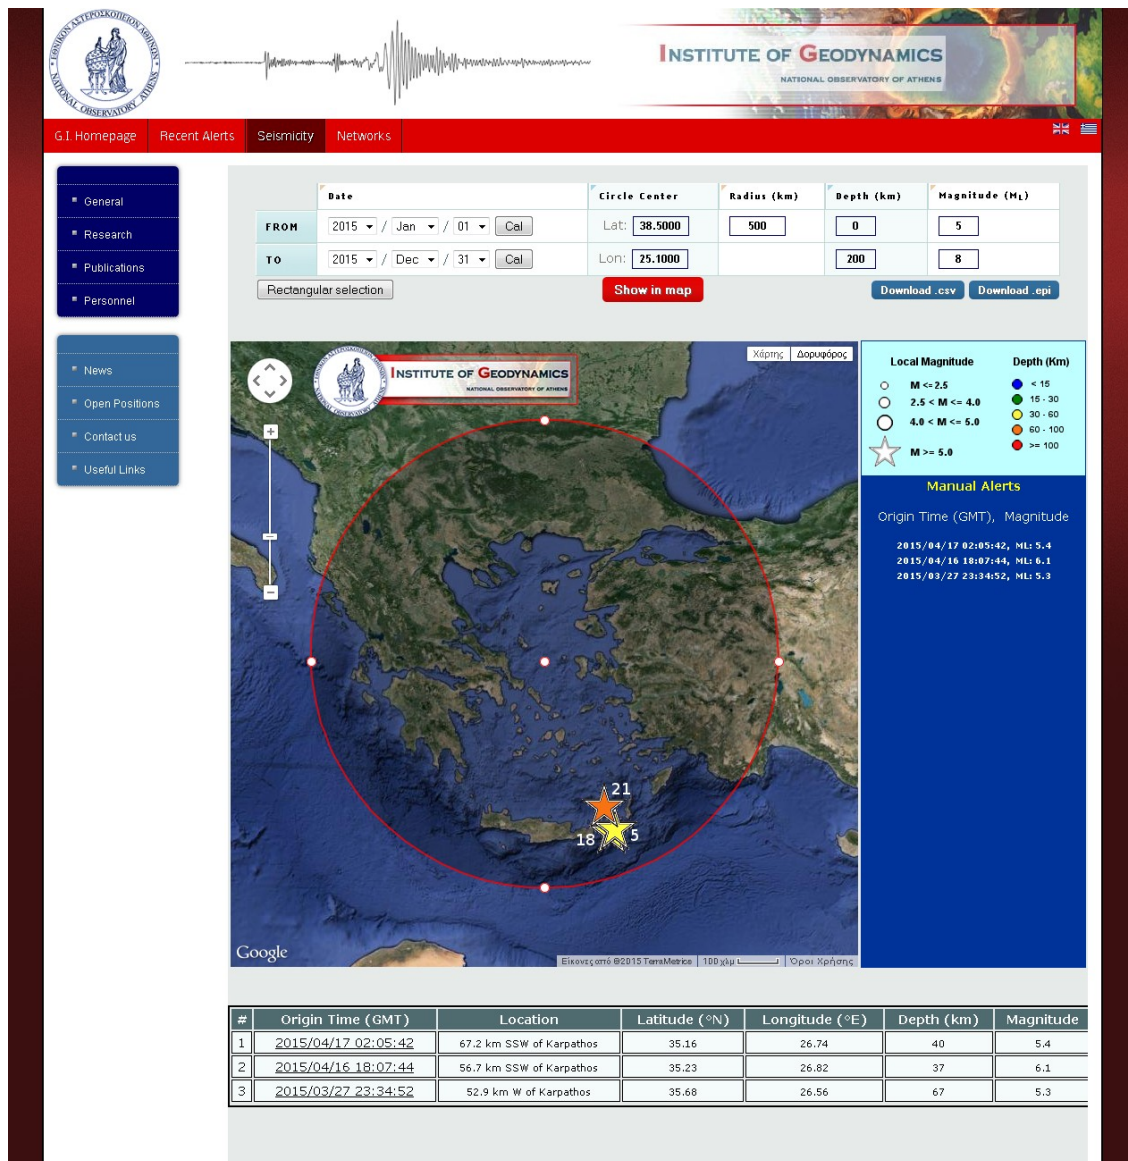 ΕΘΝΙΚΟΝ ΑΣΤΕΡΟΣΚΟΠΕΙΟΝ ΑΘΗΝΩΝ
NATIONAL OBSERVATORY ATHENS
INSTITUTE OF GEODYNAMICS
NATIONAL OBSERVATORY OF ATHENS
G.I. Homepage Recent Alerts Seismicity Networks
General
Research
Publications
Personnel
News
Open Positions
Contact us
Useful Links
Date Circle Center Radius (km) Depth (km) Magnitude (ML)
FROM 2015 / Jan / 01 Cal Lat: 38.5000 500 0 5
TO 2015 / Dec / 31 Cal Lon: 25.1000 200 8
Rectangular selection Show in map Download .csv Download .epi
INSTITUTE OF GEODYNAMICS
NATIONAL OBSERVATORY OF ATHENS
Χάρτης Δορυφόρος
21
18 5
Google
Εικονες από ©2015 TerraMetrics 100 χλμ Όροι Χρήσης
Local Magnitude Depth (Km)
M <= 2.5 < 15
2.5 < M <= 4.0 15 - 30
4.0 < M <= 5.0 30 - 60
60 - 100
M >= 5.0 >= 100
Manual Alerts
Origin Time (GMT), Magnitude
2015/04/17 02:05:42, ML: 5.4
2015/04/16 18:07:44, ML: 6.1
2015/03/27 23:34:52, ML: 5.3
# Origin Time (GMT) Location Latitude (°N) Longitude (°E) Depth (km) Magnitude
1 2015/04/17 02:05:42 67.2 km SSW of Karpathos 35.16 26.74 40 5.4
2 2015/04/16 18:07:44 56.7 km SSW of Karpathos 35.23 26.82 37 6.1
3 2015/03/27 23:34:52 52.9 km W of Karpathos 35.68 26.56 67 5.3